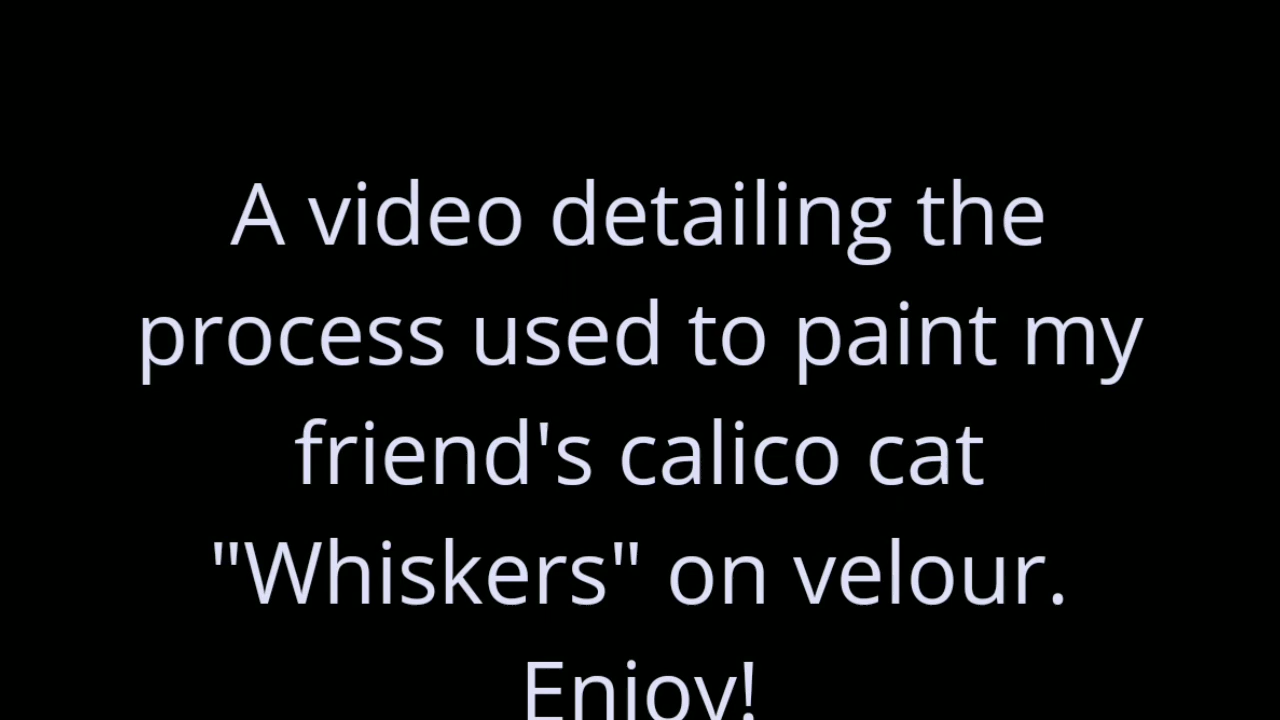 A video detailing the
process used to paint my
friend's calico cat
"Whiskers" on velour.
Enjoy!